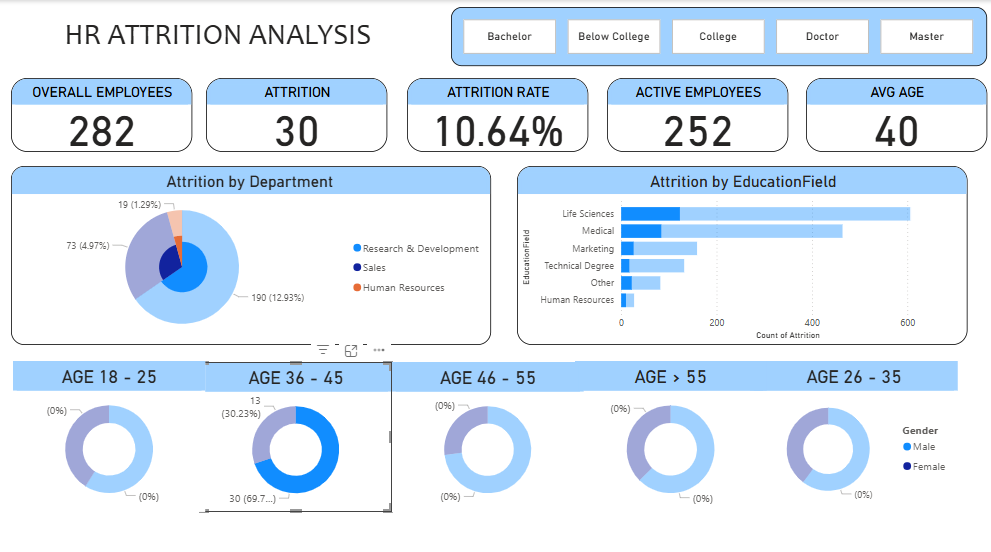 HR ATTRITION ANALYSIS
Bachelor
Below College
College
Doctor
Master
OVERALL EMPLOYEES
282
ATTRITION
30
ATTRITION RATE
10.64%
ACTIVE EMPLOYEES
252
AVG AGE
40
Attrition by Department
19 (1.29%)
73 (4.97%)
190 (12.93%)
Research & Development
Sales
Human Resources
Attrition by EducationField
EducationField
Life Sciences
Medical
Marketing
Technical Degree
Other
Human Resources
0
200
400
600
Count of Attrition
AGE 18 - 25
(0%)
(0%)
AGE 36 - 45
13
(30.23%)
30 (69.7...)
AGE 46 - 55
(0%)
(0%)
AGE > 55
(0%)
(0%)
AGE 26 - 35
(0%)
Gender
Male
Female